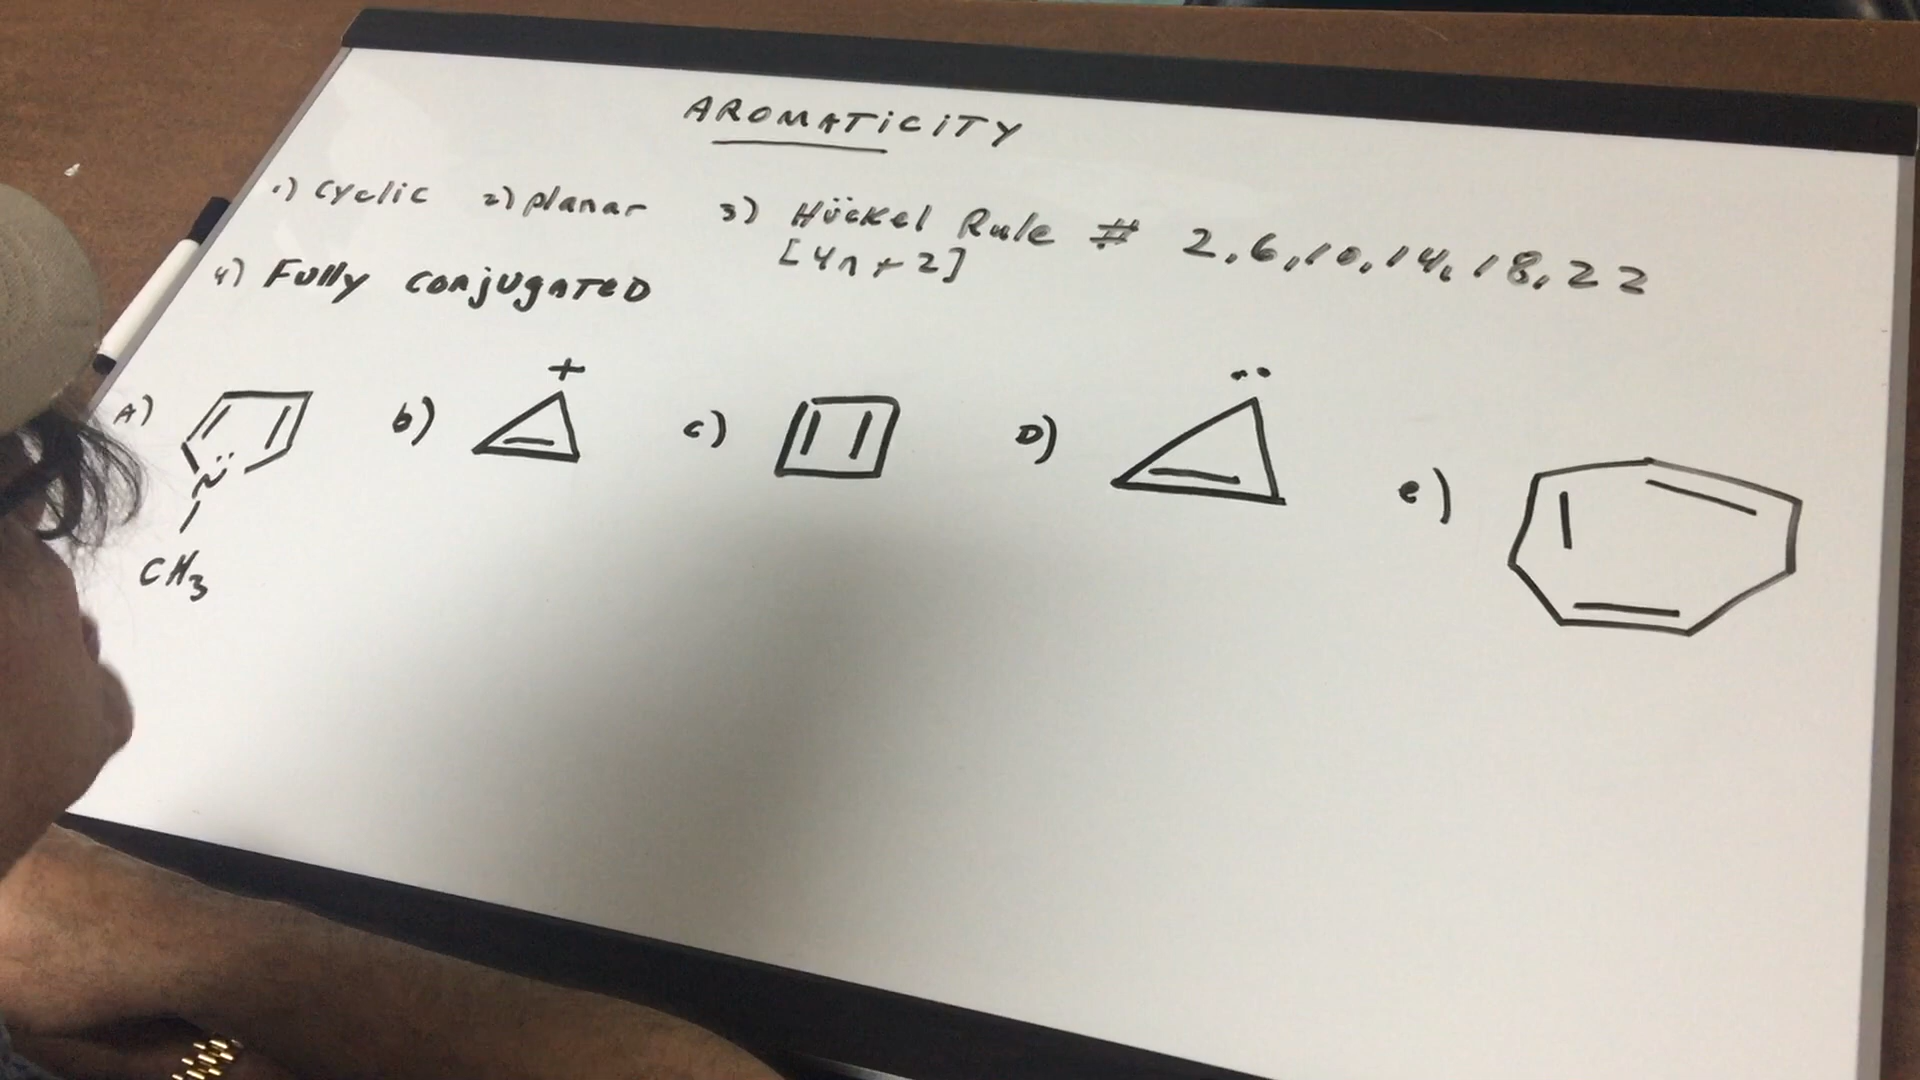 AROMATiCiTY
1) Cyclic 2) planar 3) Hückel Rule # 2, 6, 10, 14, 18, 22
[4n + 2]
4) Fully conjugATeD
A) b) + c) D) •• e)
••
N
CH3